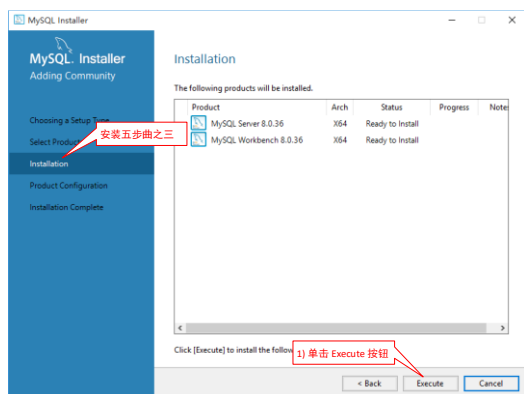 MySQL Installer
MySQL. Installer
Adding Community
Choosing a Setup Type
Select Produc
Installation
Product Configuration
Installation Complete
安装五步曲之三
Installation
The following products will be installed.
Product Arch Status Progress Notes
MySQL Server 8.0.36 X64 Ready to Install
MySQL Workbench 8.0.36 X64 Ready to Install
Click [Execute] to install the follow
1) 单击 Execute 按钮
< Back Execute Cancel